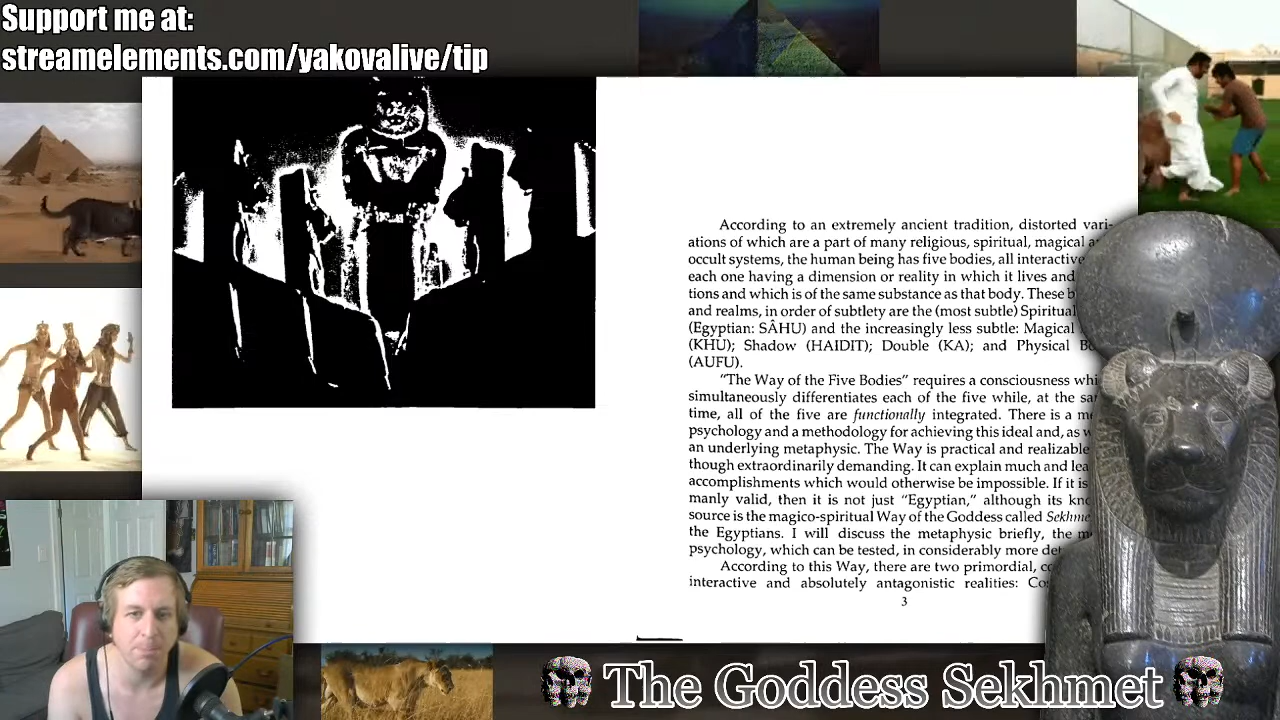 Support me at:
streamelements.com/yakovalive/tip
According to an extremely ancient tradition, distorted vari-
ations of which are a part of many religious, spiritual, magical
occult systems, the human being has five bodies, all interactive
each one having a dimension or reality in which it lives and
tions and which is of the same substance as that body. These
and realms, in order of subtlety are the (most subtle) Spiritual
(Egyptian: SÂHU) and the increasingly less subtle: Magical
(KHU); Shadow (HAIDIT); Double (KA); and Physical
(AUFU).
"The Way of the Five Bodies" requires a consciousness
simultaneously differentiates each of the five while, at the
time, all of the five are functionally integrated. There is a
psychology and a methodology for achieving this ideal and, as
an underlying metaphysic. The Way is practical and realizable
though extraordinarily demanding. It can explain much and
accomplishments which would otherwise be impossible. If it is
manly valid, then it is not just "Egyptian," although its
source is the magico-spiritual Way of the Goddess called
the Egyptians. I will discuss the metaphysic briefly, the
psychology, which can be tested, in considerably more
According to this Way, there are two primordial,
interactive and absolutely antagonistic realities:
3
The Goddess Sekhmet